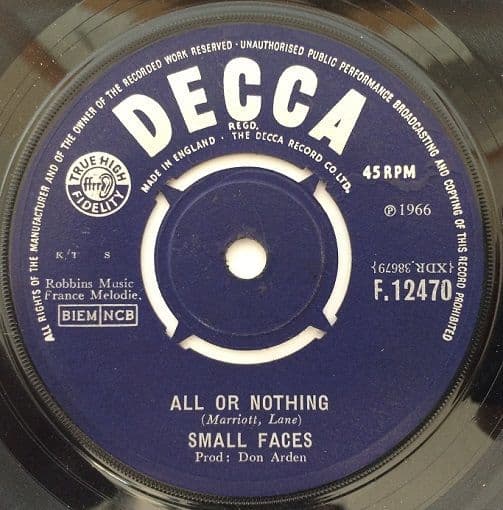 ALL RIGHTS OF THE MANUFACTURER AND OF THE OWNER OF THE RECORDED WORK RESERVED · UNAUTHORISED PUBLIC PERFORMANCE BROADCASTING AND COPYING OF THIS RECORD PROHIBITED
DECCA
REGD.
MADE IN ENGLAND · THE DECCA RECORD CO. LTD.
TRUE HIGH
ffrr
FIDELITY
45 RPM
℗ 1966
K/T S
{XDR.38679}
Robbins Music
France Melodie.
F.12470
BIEM NCB
ALL OR NOTHING
(Marriott, Lane)
SMALL FACES
Prod: Don Arden